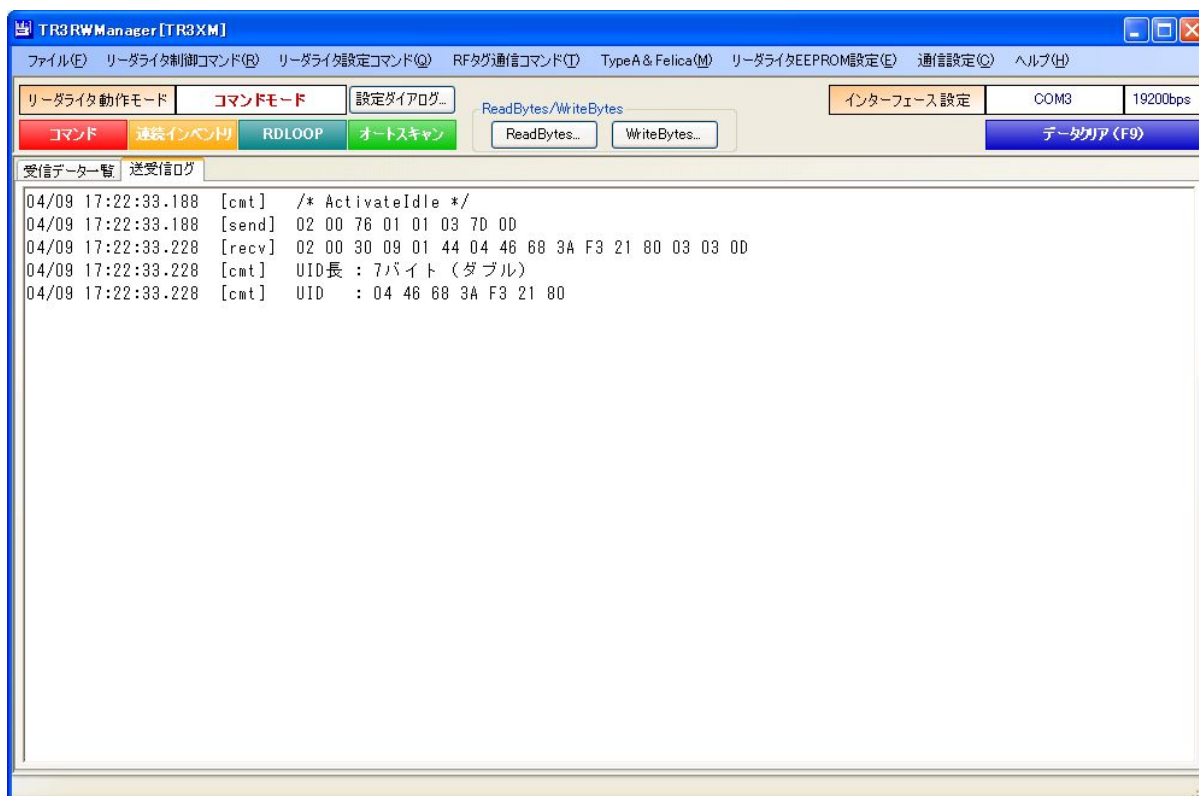 TR3RWManager[TR3XM]
ファイル(F) リーダライタ制御コマンド(R) リーダライタ設定コマンド(Q) RFタグ通信コマンド(T) TypeA&Felica(M) リーダライタEEPROM設定(E) 通信設定(C) ヘルプ(H)
リーダライタ動作モード コマンドモード 設定ダイアログ... ReadBytes/WriteBytes インターフェース設定 COM3 19200bps
コマンド 連続インベントリ RDLOOP オートスキャン ReadBytes... WriteBytes... データクリア(F9)
受信データ一覧 送受信ログ
04/09 17:22:33.188 [cmt] /* ActivateIdle */
04/09 17:22:33.188 [send] 02 00 76 01 01 03 7D 0D
04/09 17:22:33.228 [recv] 02 00 30 09 01 44 04 46 68 3A F3 21 80 03 03 0D
04/09 17:22:33.228 [cmt] UID長 : 7バイト (ダブル)
04/09 17:22:33.228 [cmt] UID : 04 46 68 3A F3 21 80